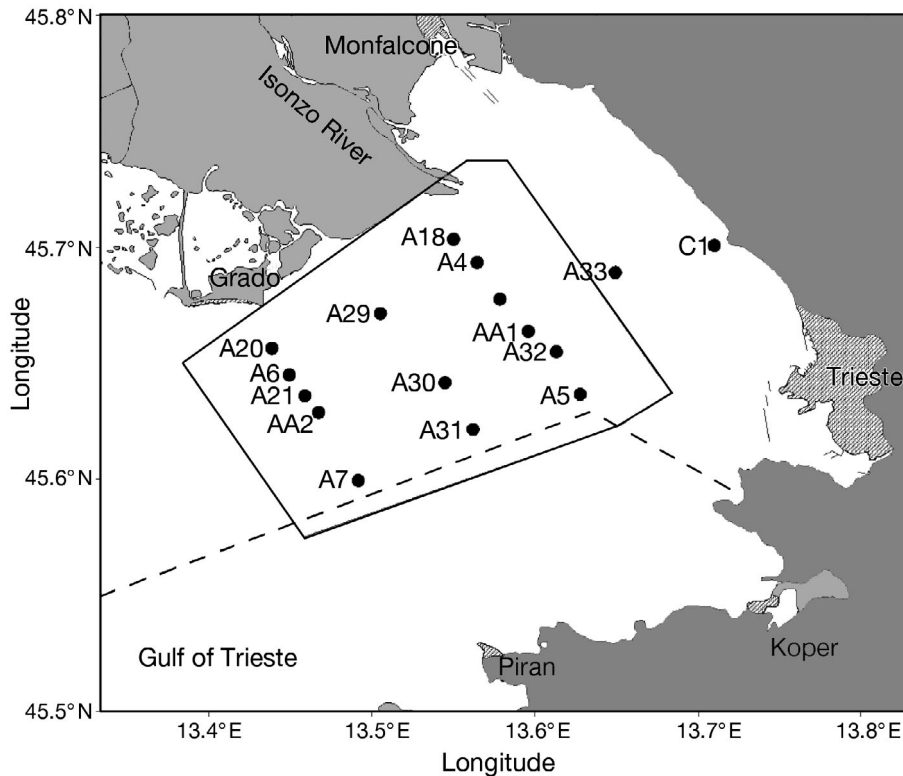 45.8°N
Monfalcone
Isonzo River
45.7°N
A18
C1
A4
A33
Grado
A29
AA1
A20
A32
Trieste
A6
A30
A21
A5
AA2
A31
Longitude
45.6°N
A7
Gulf of Trieste
Piran
Koper
45.5°N
13.4°E 13.5°E 13.6°E 13.7°E 13.8°E
Longitude